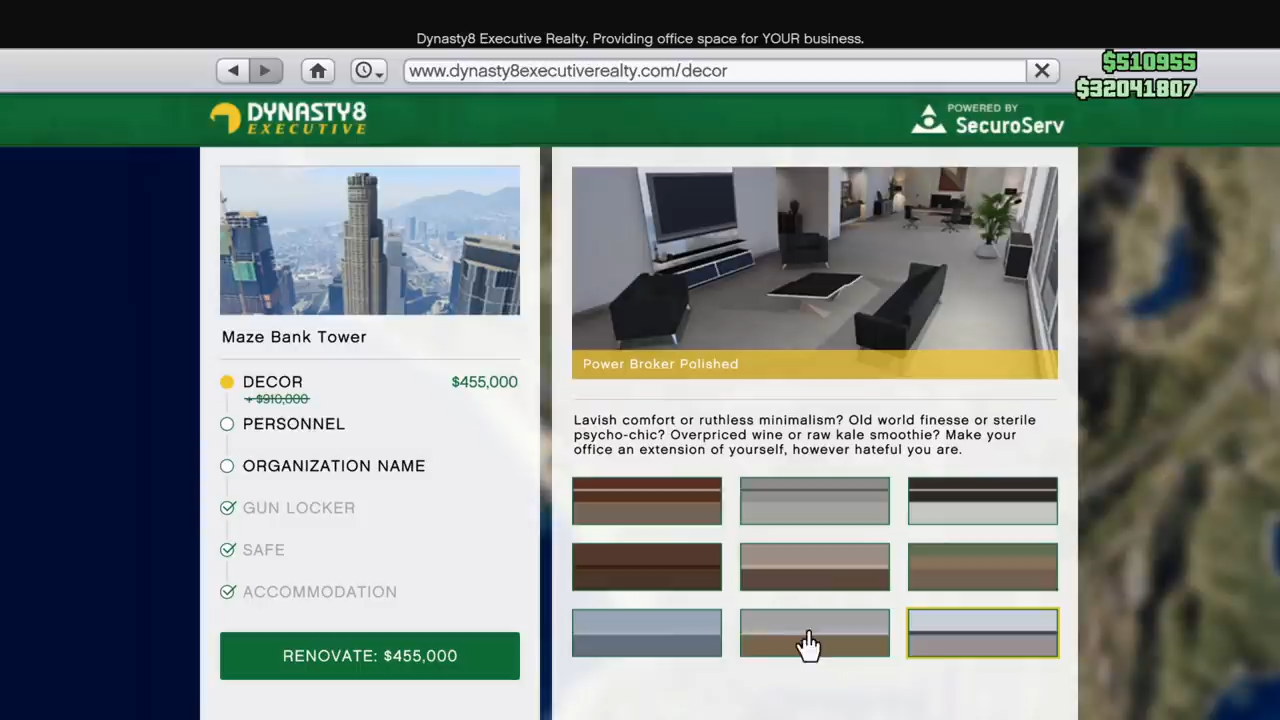 Dynasty8 Executive Realty. Providing office space for YOUR business.
www.dynasty8executiverealty.com/decor
$510955
$32041807
DYNASTY8
EXECUTIVE
POWERED BY
SecuroServ
Maze Bank Tower
DECOR $455,000
+ $910,000
PERSONNEL
ORGANIZATION NAME
GUN LOCKER
SAFE
ACCOMMODATION
RENOVATE: $455,000
Power Broker Polished
Lavish comfort or ruthless minimalism? Old world finesse or sterile
psycho-chic? Overpriced wine or raw kale smoothie? Make your
office an extension of yourself, however hateful you are.